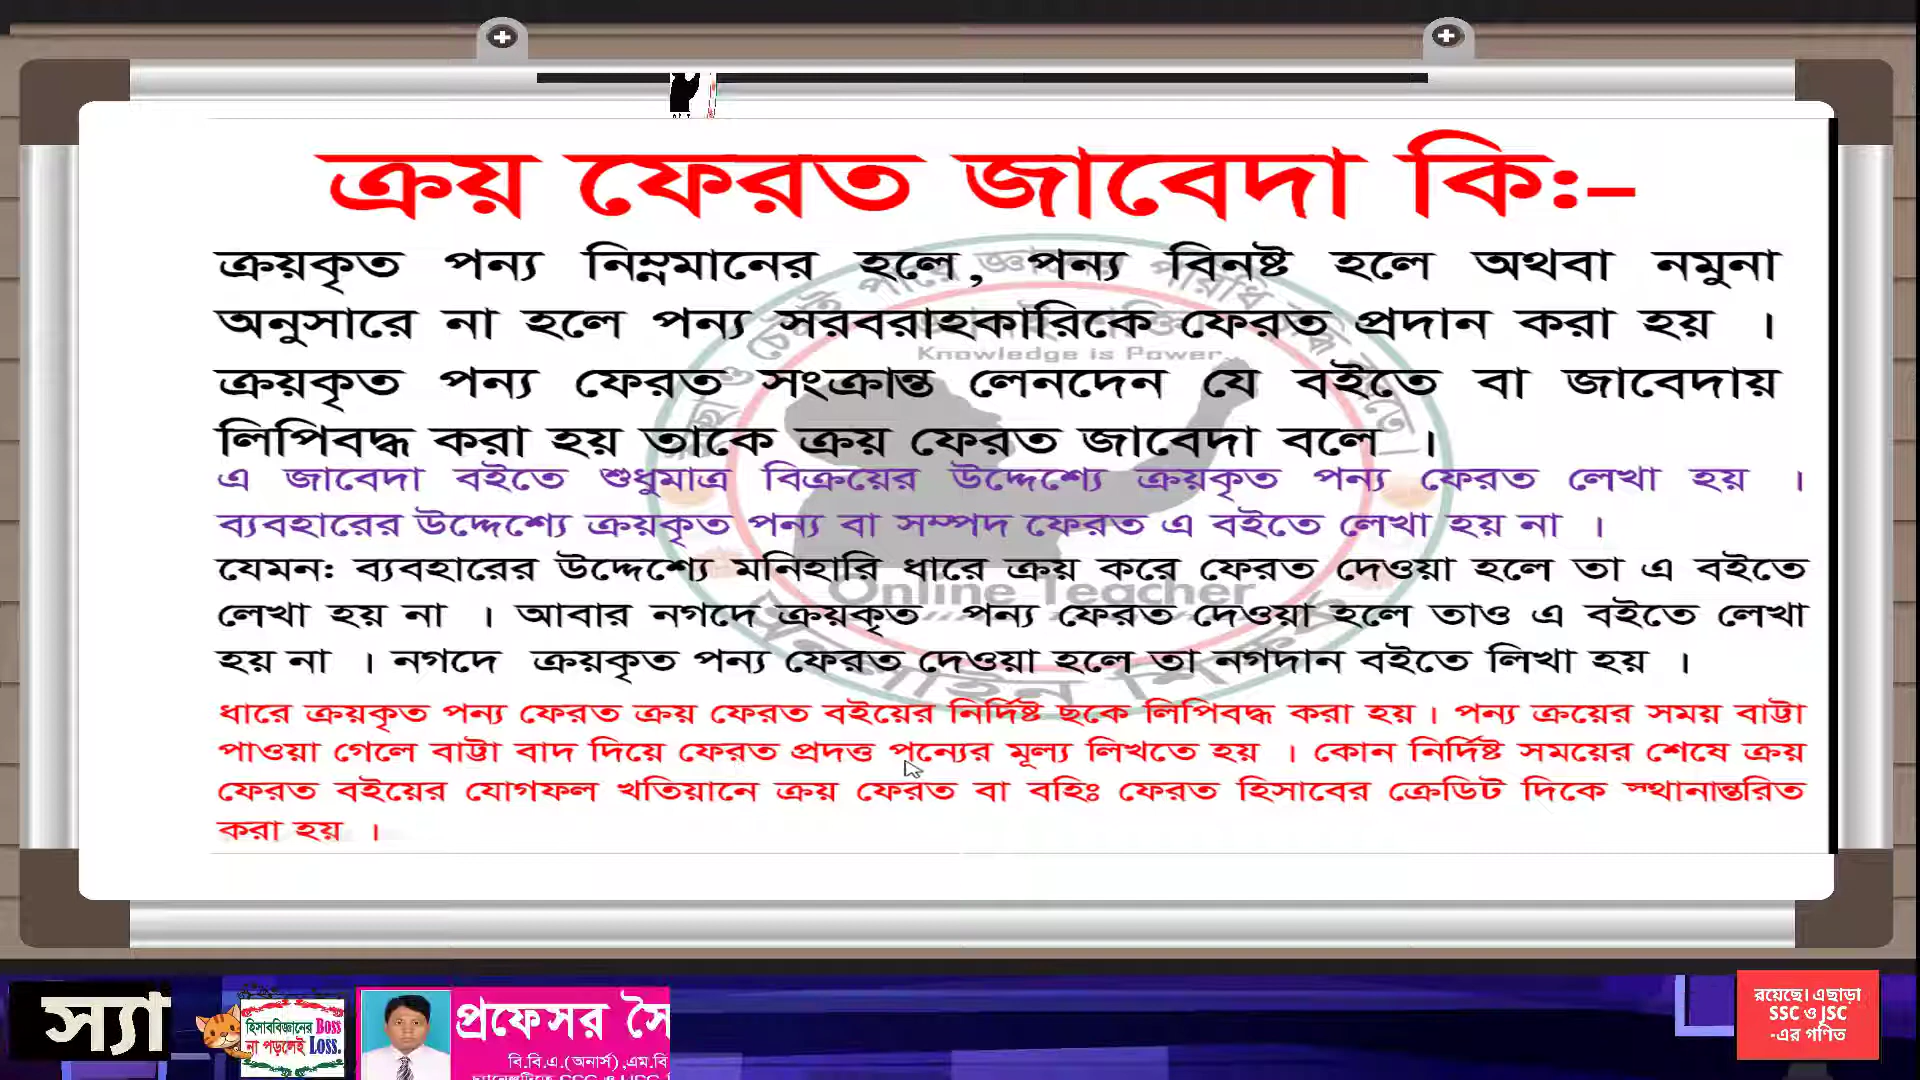 ক্রয় ফেরত জাবেদা কি:–
ক্রয়কৃত পন্য নিম্নমানের হলে, পন্য বিনষ্ট হলে অথবা নমুনা
অনুসারে না হলে পন্য সরবরাহকারিকে ফেরত প্রদান করা হয় ।
ক্রয়কৃত পন্য ফেরত সংক্রান্ত লেনদেন যে বইতে বা জাবেদায়
লিপিবদ্ধ করা হয় তাকে ক্রয় ফেরত জাবেদা বলে ।
এ জাবেদা বইতে শুধুমাত্র বিক্রয়ের উদ্দেশ্যে ক্রয়কৃত পন্য ফেরত লেখা হয় ।
ব্যবহারের উদ্দেশ্যে ক্রয়কৃত পন্য বা সম্পদ ফেরত এ বইতে লেখা হয় না ।
যেমন: ব্যবহারের উদ্দেশ্যে মনিহারি ধারে ক্রয় করে ফেরত দেওয়া হলে তা এ বইতে
লেখা হয় না । আবার নগদে ক্রয়কৃত পন্য ফেরত দেওয়া হলে তাও এ বইতে লেখা
হয় না । নগদে ক্রয়কৃত পন্য ফেরত দেওয়া হলে তা নগদান বইতে লিখা হয় ।
ধারে ক্রয়কৃত পন্য ফেরত ক্রয় ফেরত বইয়ের নির্দিষ্ট ছকে লিপিবদ্ধ করা হয়। পন্য ক্রয়ের সময় বাট্টা
পাওয়া গেলে বাট্টা বাদ দিয়ে ফেরত প্রদত্ত পন্যের মূল্য লিখতে হয় । কোন নির্দিষ্ট সময়ের শেষে ক্রয়
ফেরত বইয়ের যোগফল খতিয়ানে ক্রয় ফেরত বা বহিঃ ফেরত হিসাবের ক্রেডিট দিকে স্থানান্তরিত
করা হয় ।
Knowledge is Power
Online Teacher
অনলাইন শিক্ষক
স্যা
হিসাববিজ্ঞানের Boss
না পড়লেই Loss.
প্রফেসর সৈ
বি.বি.এ.(অনার্স),এম.বি
রয়েছে। এছাড়া
SSC ও JSC
-এর গণিত